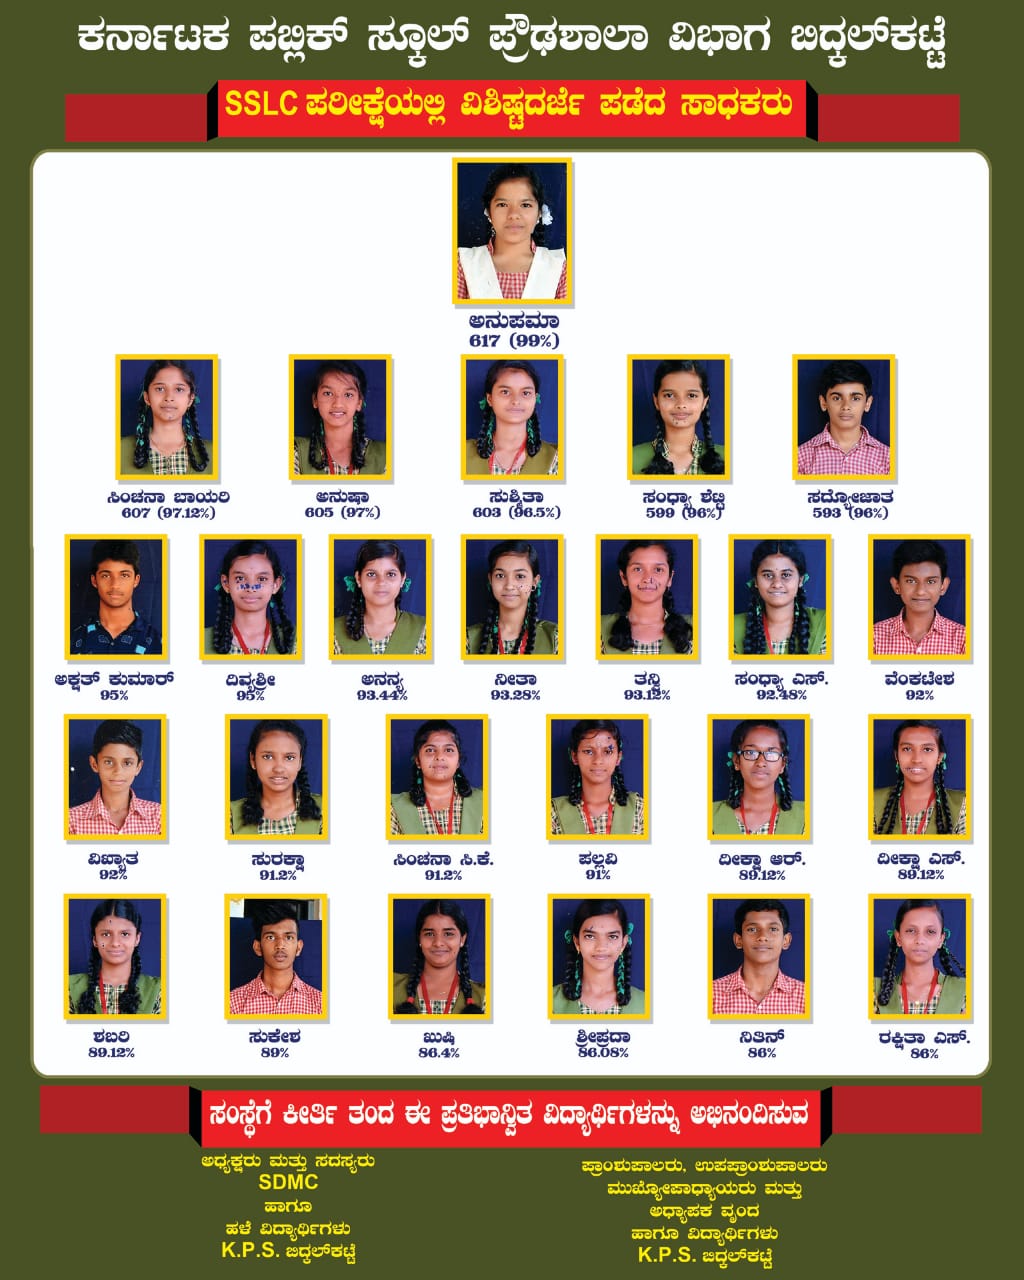 ಕರ್ನಾಟಕ ಪಬ್ಲಿಕ್ ಸ್ಕೂಲ್ ಪ್ರೌಢಶಾಲಾ ವಿಭಾಗ ಬಿದ್ಕಲ್‌ಕಟ್ಟೆ
SSLC ಪರೀಕ್ಷೆಯಲ್ಲಿ ವಿಶಿಷ್ಟದರ್ಜೆ ಪಡೆದ ಸಾಧಕರು
ಅನುಪಮಾ
617 (99%)
ಸಿಂಚನಾ ಬಾಯರಿ ಅನುಷಾ ಸುಶ್ಮಿತಾ ಸಂಧ್ಯಾ ಶೆಟ್ಟಿ ಸದ್ಯೋಜಾತ
607 (97.12%) 605 (97%) 603 (96.5%) 599 (96%) 593 (96%)
ಅಕ್ಷತ್ ಕುಮಾರ್ ದಿವ್ಯಶ್ರೀ ಅನನ್ಯ ನೀತಾ ತನ್ವಿ ಸಂಧ್ಯಾ ಎಸ್. ವೆಂಕಟೇಶ
95% 95% 93.44% 93.28% 93.12% 92.48% 92%
ವಿಖ್ಯಾತ ಸುರಕ್ಷಾ ಸಿಂಚನಾ ಸಿ.ಕೆ. ಪಲ್ಲವಿ ದೀಕ್ಷಾ ಆರ್. ದೀಕ್ಷಾ ಎಸ್.
92% 91.2% 91.2% 91% 89.12% 89.12%
ಶಬರಿ ಸುಕೇಶ ಖುಷಿ ಶ್ರೀಪ್ರದಾ ನಿತಿನ್ ರಕ್ಷಿತಾ ಎಸ್.
89.12% 89% 86.4% 86.08% 86% 86%
ಸಂಸ್ಥೆಗೆ ಕೀರ್ತಿ ತಂದ ಈ ಪ್ರತಿಭಾನ್ವಿತ ವಿದ್ಯಾರ್ಥಿಗಳನ್ನು ಅಭಿನಂದಿಸುವ
ಅಧ್ಯಕ್ಷರು ಮತ್ತು ಸದಸ್ಯರು
SDMC
ಹಾಗೂ
ಹಳೆ ವಿದ್ಯಾರ್ಥಿಗಳು
K.P.S. ಬಿದ್ಕಲ್‌ಕಟ್ಟೆ
ಪ್ರಾಂಶುಪಾಲರು, ಉಪಪ್ರಾಂಶುಪಾಲರು
ಮುಖ್ಯೋಪಾಧ್ಯಾಯರು ಮತ್ತು
ಅಧ್ಯಾಪಕ ವೃಂದ
ಹಾಗೂ ವಿದ್ಯಾರ್ಥಿಗಳು
K.P.S. ಬಿದ್ಕಲ್‌ಕಟ್ಟೆ